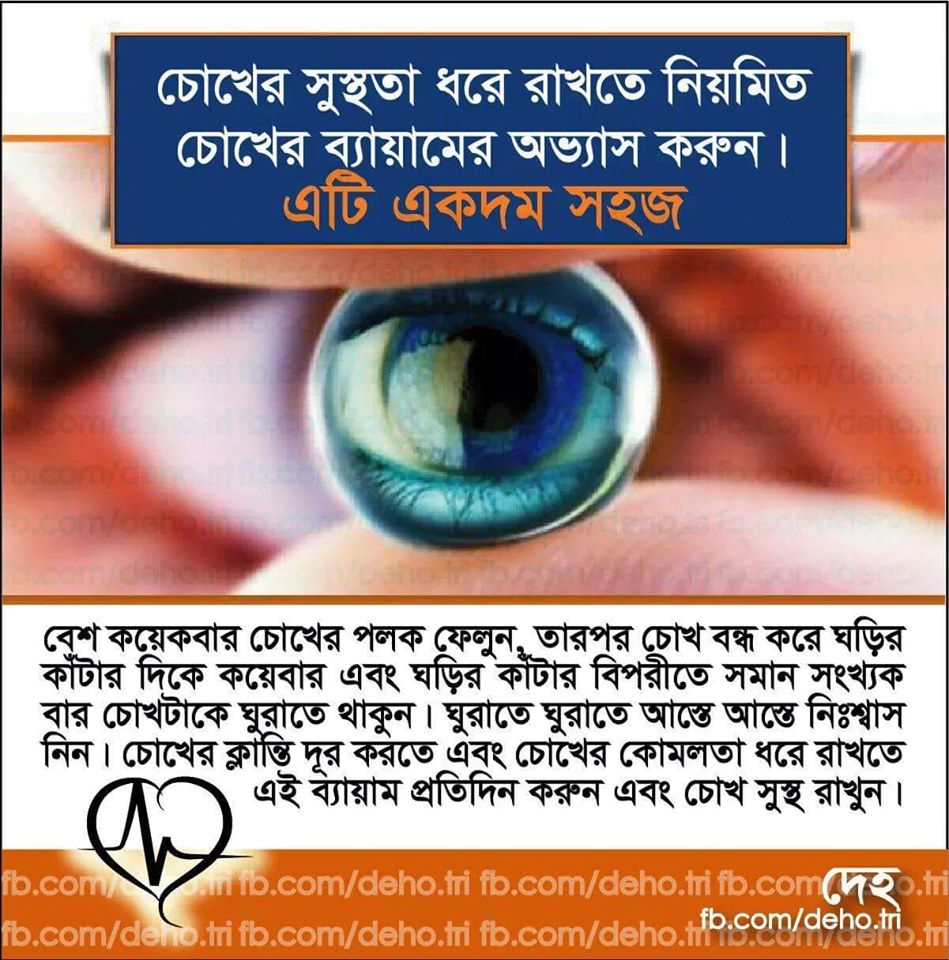 চোখের সুস্থতা ধরে রাখতে নিয়মিত
চোখের ব্যায়ামের অভ্যাস করুন।
এটি একদম সহজ
বেশ কয়েকবার চোখের পলক ফেলুন, তারপর চোখ বন্ধ করে ঘড়ির
কাঁটার দিকে কয়েবার এবং ঘড়ির কাঁটার বিপরীতে সমান সংখ্যক
বার চোখটাকে ঘুরাতে থাকুন। ঘুরাতে ঘুরাতে আস্তে আস্তে নিঃশ্বাস
নিন। চোখের ক্লান্তি দূর করতে এবং চোখের কোমলতা ধরে রাখতে
এই ব্যায়াম প্রতিদিন করুন এবং চোখ সুস্থ রাখুন।
দেহ
fb.com/deho.tri